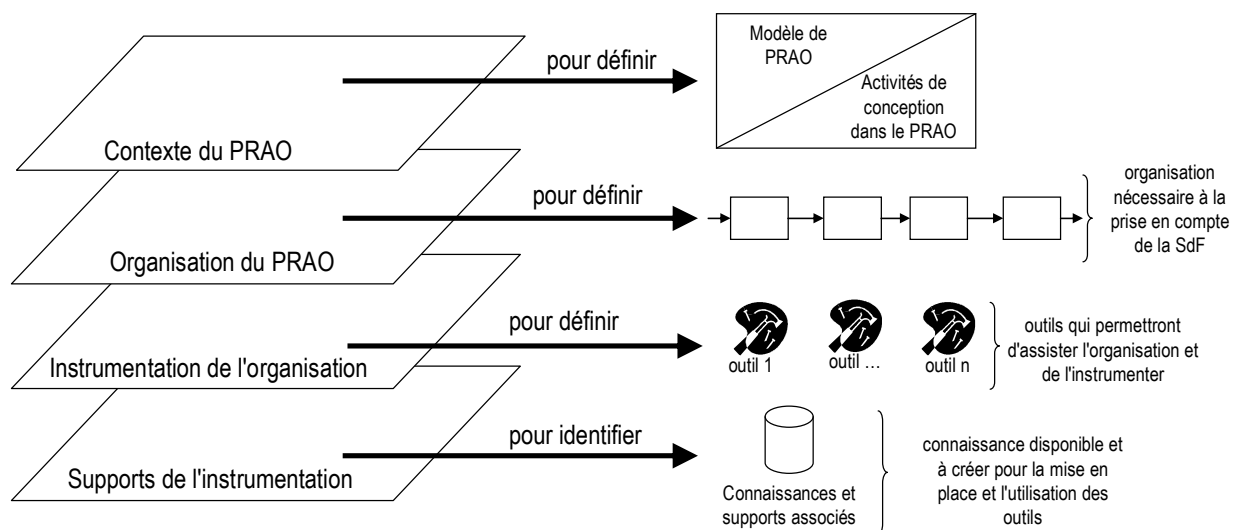 Contexte du PRAO
pour définir
Modèle de
PRAO
Activités de
conception
dans le PRAO
Organisation du PRAO
pour définir
organisation
nécessaire à la
prise en compte
de la SdF
Instrumentation de l'organisation
pour définir
outil 1
outil …
outil n
outils qui permettront
d'assister l'organisation et
de l'instrumenter
Supports de l'instrumentation
pour identifier
Connaissances et
supports associés
connaissance disponible et
à créer pour la mise en
place et l'utilisation des
outils